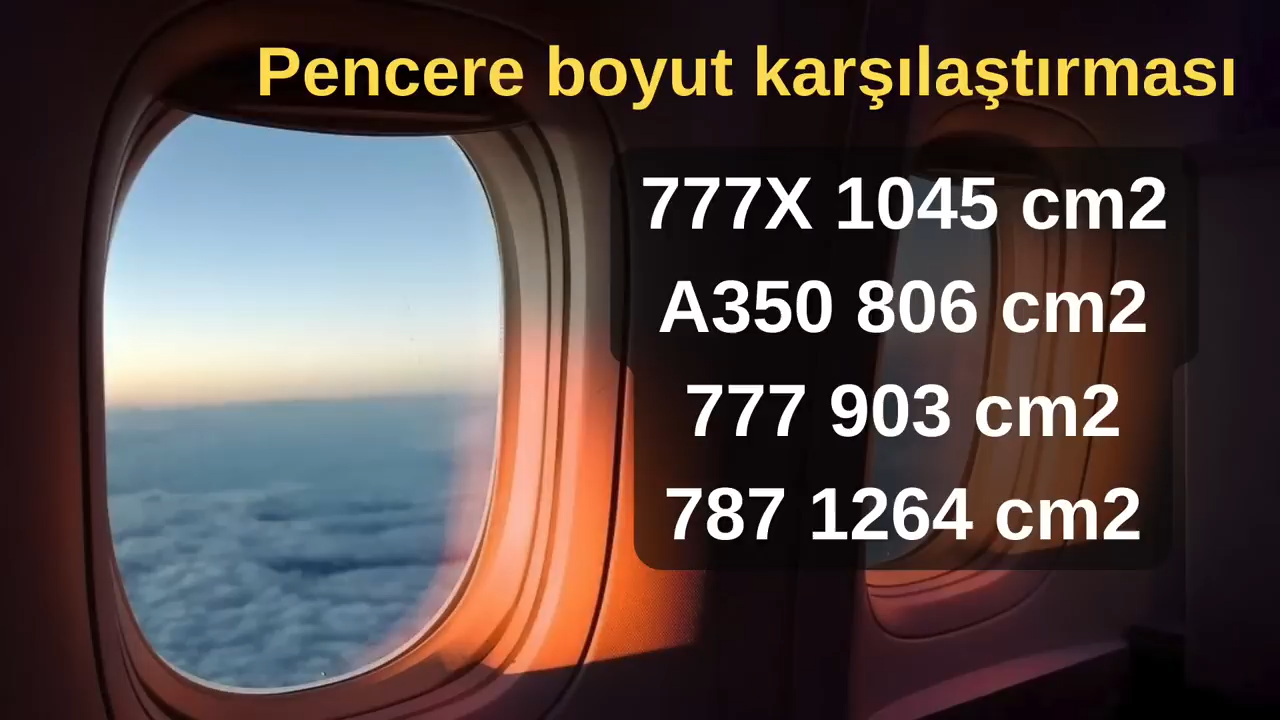 Pencere boyut karşılaştırması
777X 1045 cm2
A350 806 cm2
777 903 cm2
787 1264 cm2